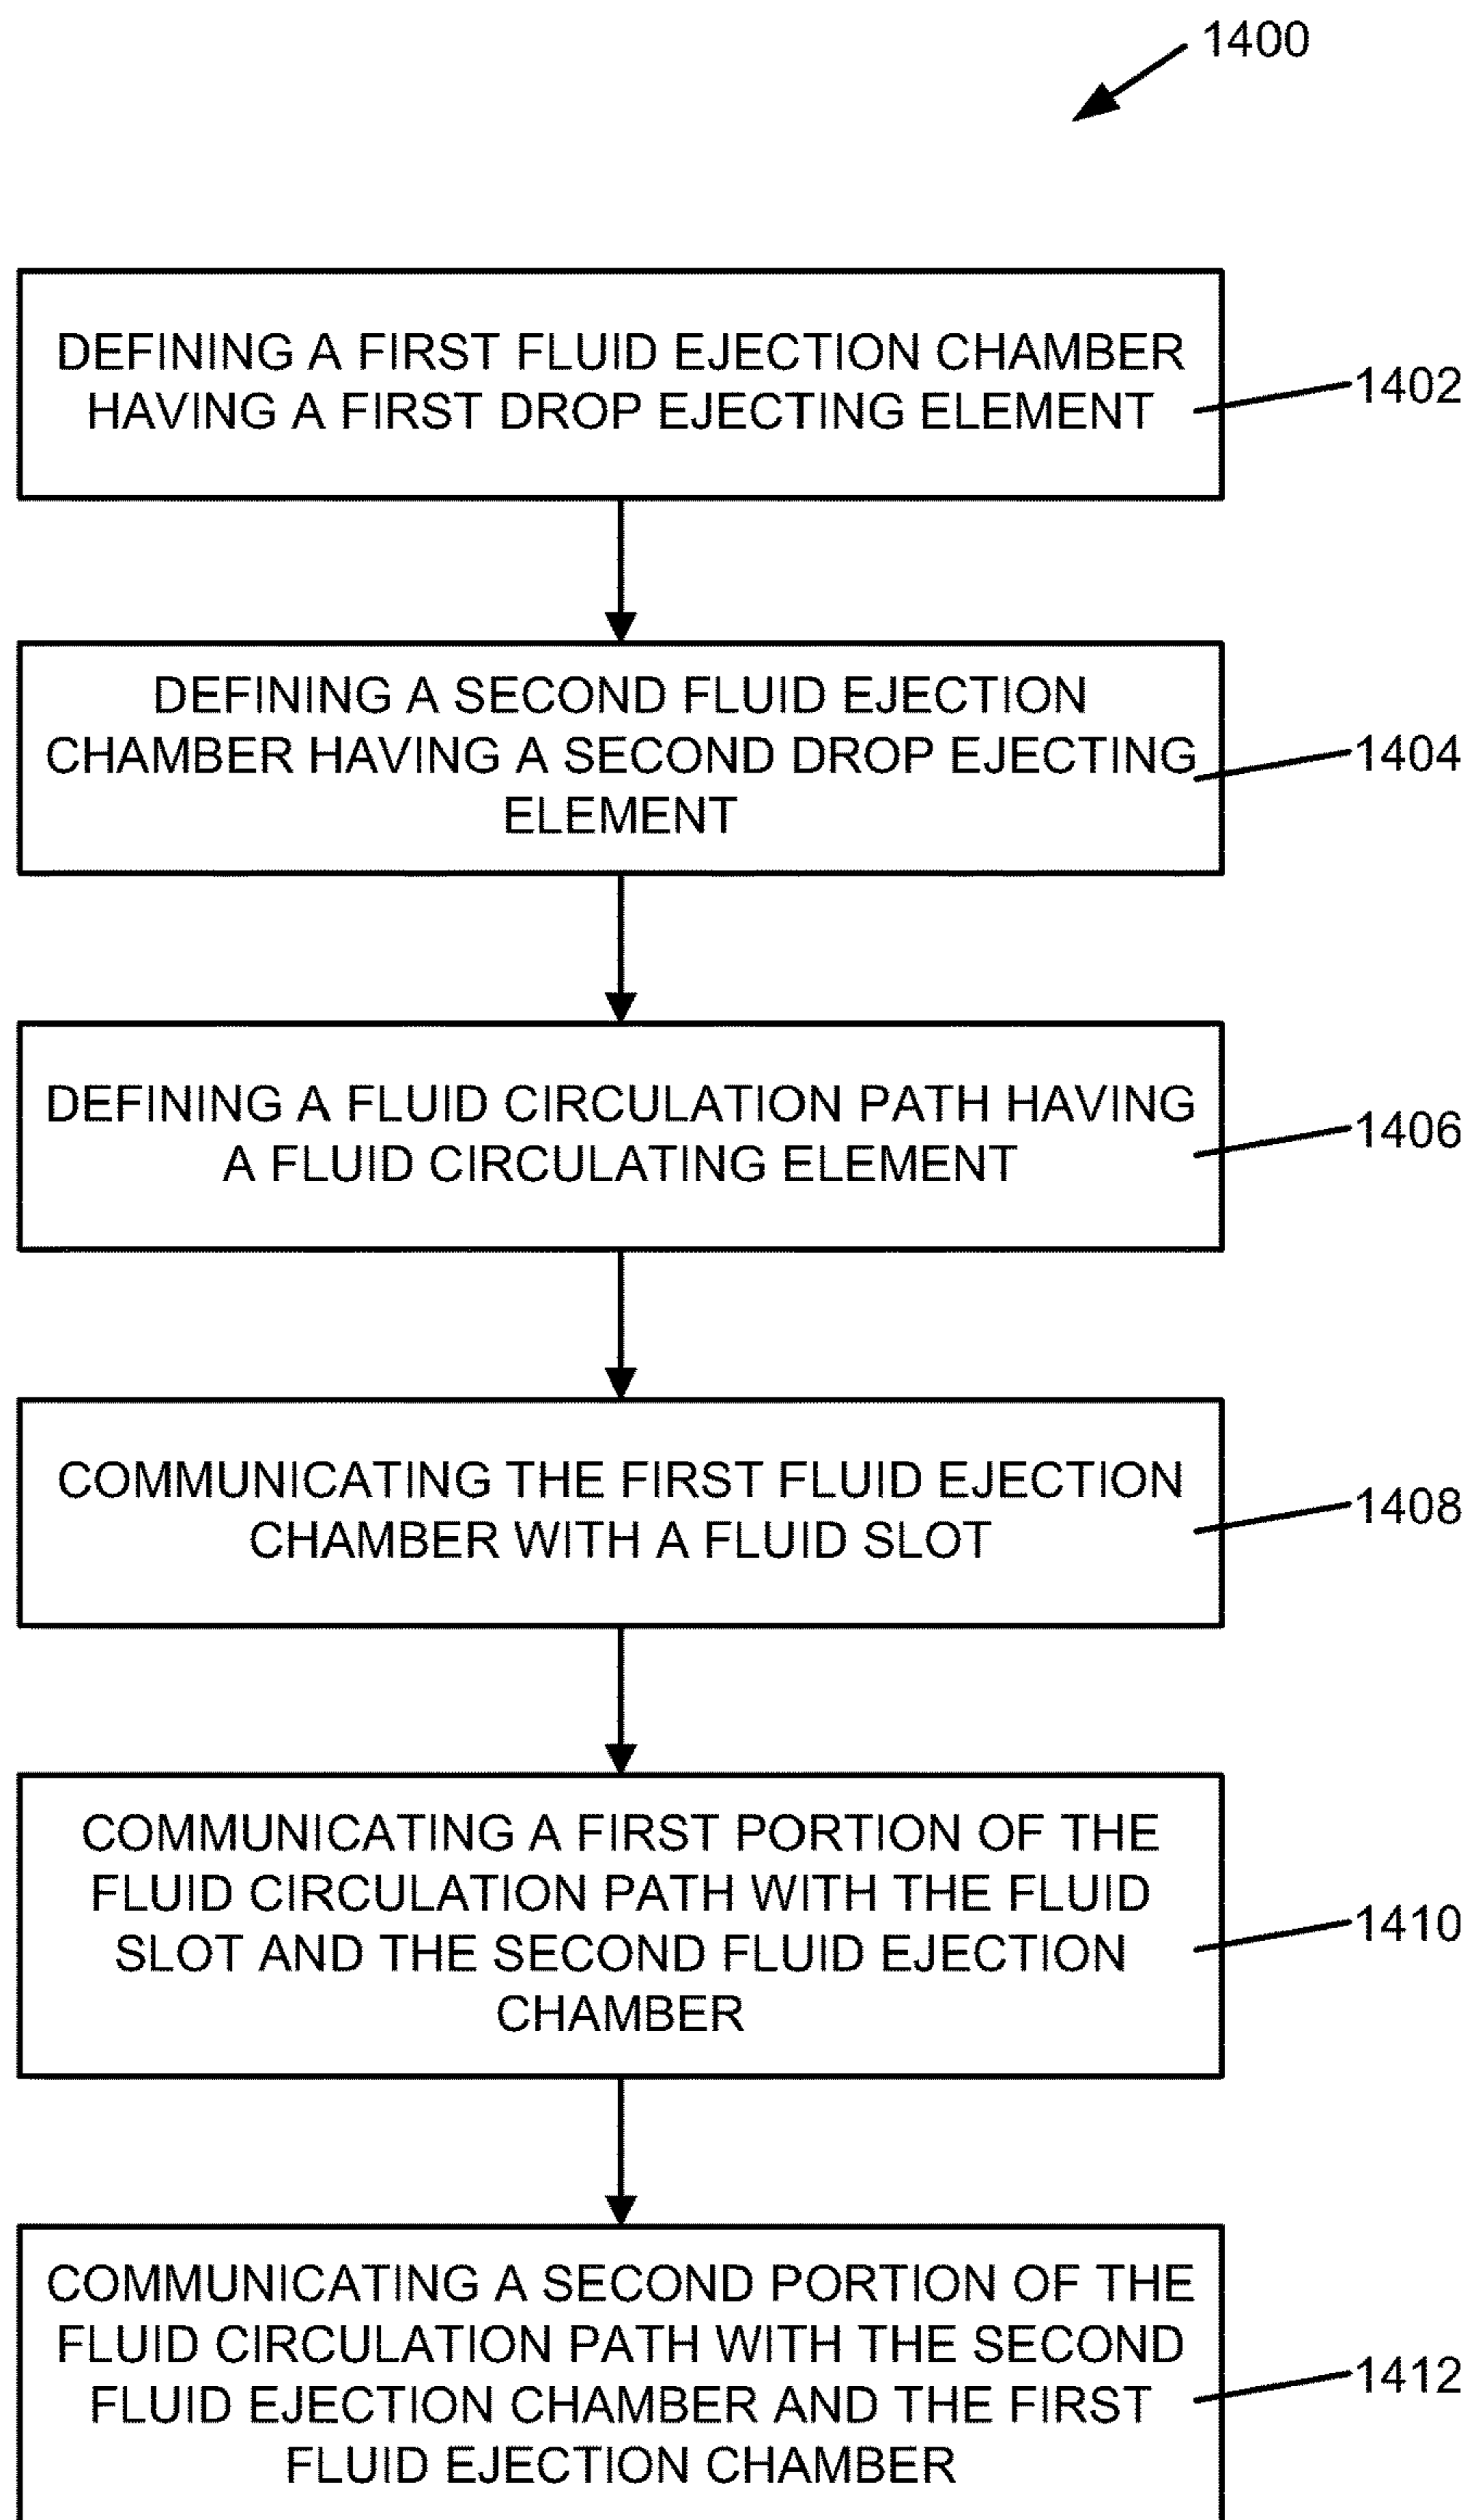 1400
DEFINING A FIRST FLUID EJECTION CHAMBER
HAVING A FIRST DROP EJECTING ELEMENT
1402
DEFINING A SECOND FLUID EJECTION
CHAMBER HAVING A SECOND DROP EJECTING
ELEMENT
1404
DEFINING A FLUID CIRCULATION PATH HAVING
A FLUID CIRCULATING ELEMENT
1406
COMMUNICATING THE FIRST FLUID EJECTION
CHAMBER WITH A FLUID SLOT
1408
COMMUNICATING A FIRST PORTION OF THE
FLUID CIRCULATION PATH WITH THE FLUID
SLOT AND THE SECOND FLUID EJECTION
CHAMBER
1410
COMMUNICATING A SECOND PORTION OF THE
FLUID CIRCULATION PATH WITH THE SECOND
FLUID EJECTION CHAMBER AND THE FIRST
FLUID EJECTION CHAMBER
1412